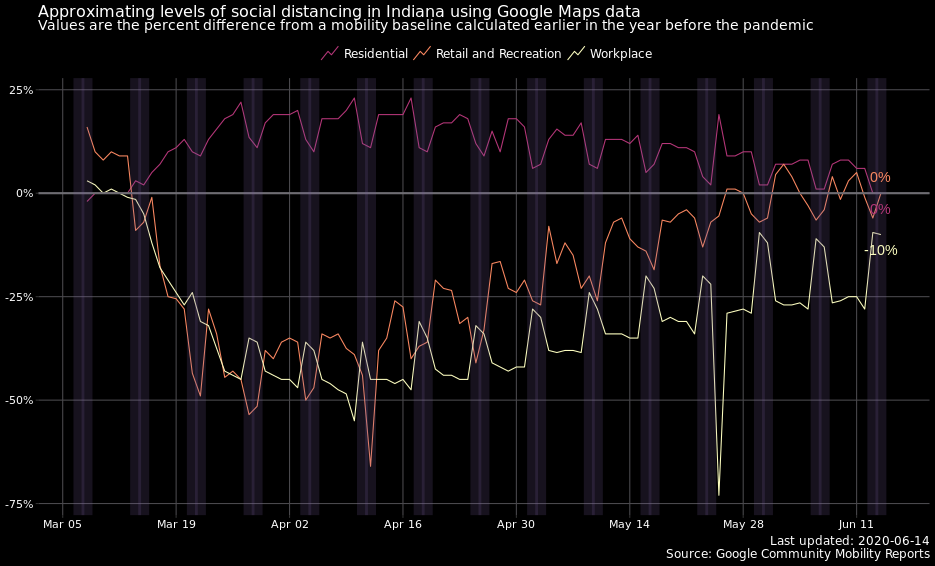 Approximating levels of social distancing in Indiana using Google Maps data
Values are the percent difference from a mobility baseline calculated earlier in the year before the pandemic
Residential Retail and Recreation Workplace
25%
0%
-25%
-50%
-75%
0%
0%
-10%
Mar 05 Mar 19 Apr 02 Apr 16 Apr 30 May 14 May 28 Jun 11
Last updated: 2020-06-14
Source: Google Community Mobility Reports